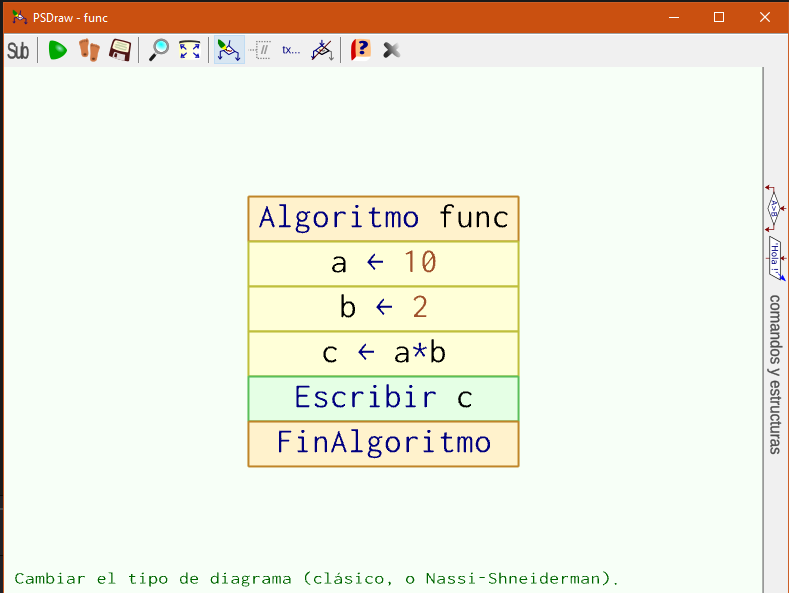 PSDraw - func
Sub
tx...
Algoritmo func
a ← 10
b ← 2
c ← a*b
Escribir c
FinAlgoritmo
A>B
'Hola !'
comandos y estructuras
Cambiar el tipo de diagrama (clásico, o Nassi-Shneiderman).